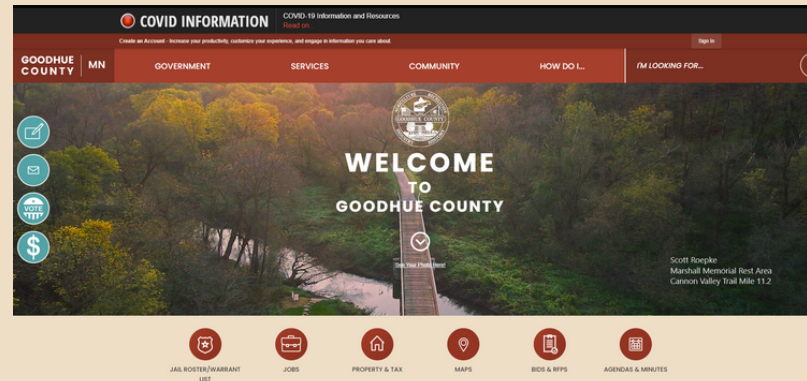 COVID INFORMATION
COVID-19 Information and Resources
Read on...
Create an Account - Increase your productivity, customize your experience, and engage in information you care about.
Sign In
GOODHUE
COUNTY
MN
GOVERNMENT
SERVICES
COMMUNITY
HOW DO I...
I'M LOOKING FOR...
GOODHUE COUNTY
WELCOME
TO
GOODHUE COUNTY
VOTE
$
See Your Photo Here!
Scott Roepke
Marshall Memorial Rest Area
Cannon Valley Trail Mile 11.2
JAIL ROSTER/WARRANT
LIST
JOBS
PROPERTY & TAX
MAPS
BIDS & RFPS
AGENDAS & MINUTES